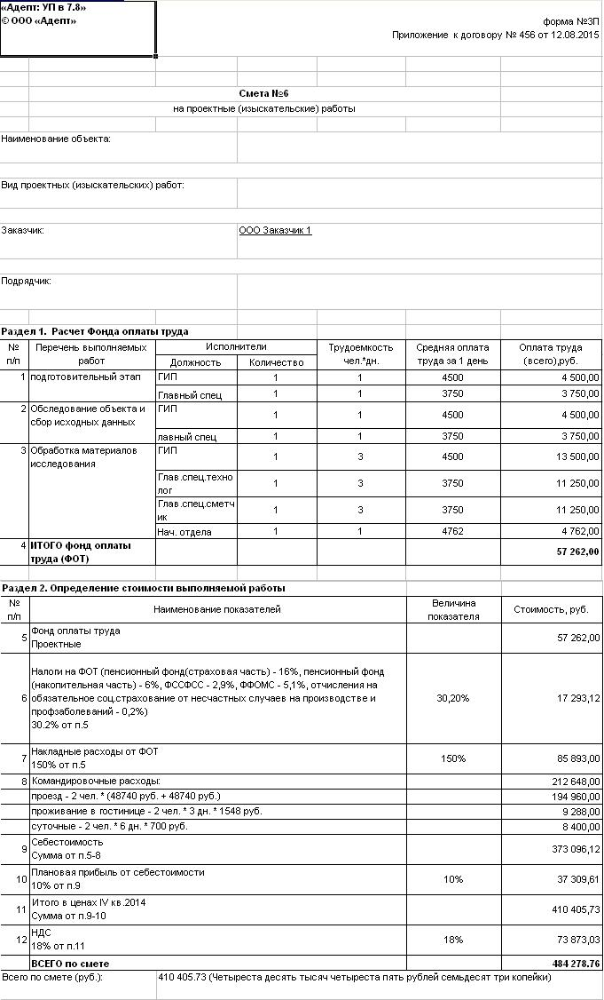 «Адепт: УП в 7.8»
© ООО «Адепт»
форма №3П
Приложение к договору № 456 от 12.08.2015
Смета №6
на проектные (изыскательские) работы
Наименование объекта:
Вид проектных (изыскательских) работ:
Заказчик: ООО Заказчик 1
Подрядчик:
Раздел 1. Расчет Фонда оплаты труда
№ п/п Перечень выполняемых работ Исполнители Трудоемкость чел.*дн. Средняя оплата труда за 1 день Оплата труда (всего),руб.
Должность Количество
1 подготовительный этап ГИП 1 1 4500 4 500,00
Главный спец 1 1 3750 3 750,00
2 Обследование объекта и сбор исходных данных ГИП 1 1 4500 4 500,00
лавный спец 1 1 3750 3 750,00
3 Обработка материалов исследования ГИП 1 3 4500 13 500,00
Глав.спец.техно
лог 1 3 3750 11 250,00
Глав.спец.сметч
ик 1 3 3750 11 250,00
Нач. отдела 1 1 4762 4 762,00
4 ИТОГО фонд оплаты труда (ФОТ) 57 262,00
Раздел 2. Определение стоимости выполняемой работы
№ п/п Наименование показателей Величина показателя Стоимость, руб.
5 Фонд оплаты труда
Проектные 57 262,00
Налоги на ФОТ (пенсионный фонд(страховая часть) - 16%, пенсионный фонд
(накопительная часть) - 6%, ФССФСС - 2,9%, ФФОМС - 5,1%, отчисления на
6 обязательное соц.страхование от несчастных случаев на производстве и 30,20% 17 293,12
профзаболеваний - 0,2%)
30.2% от п.5
7 Накладные расходы от ФОТ
150% от п.5 150% 85 893,00
8 Командировочные расходы: 212 648,00
проезд - 2 чел. * (48740 руб. + 48740 руб.) 194 960,00
проживание в гостинице - 2 чел. * 3 дн. * 1548 руб. 9 288,00
суточные - 2 чел. * 6 дн. * 700 руб. 8 400,00
9 Себестоимость
Сумма от п.5-8 373 096,12
10 Плановая прибыль от себестоимости
10% от п.9 10% 37 309,61
11 Итого в ценах IV кв.2014
Сумма от п.9-10 410 405,73
12 НДС
18% от п.11 18% 73 873,03
ВСЕГО по смете 484 278.76
Всего по смете (руб.): 410 405.73 (Четыреста десять тысяч четыреста пять рублей семьдесят три копейки)